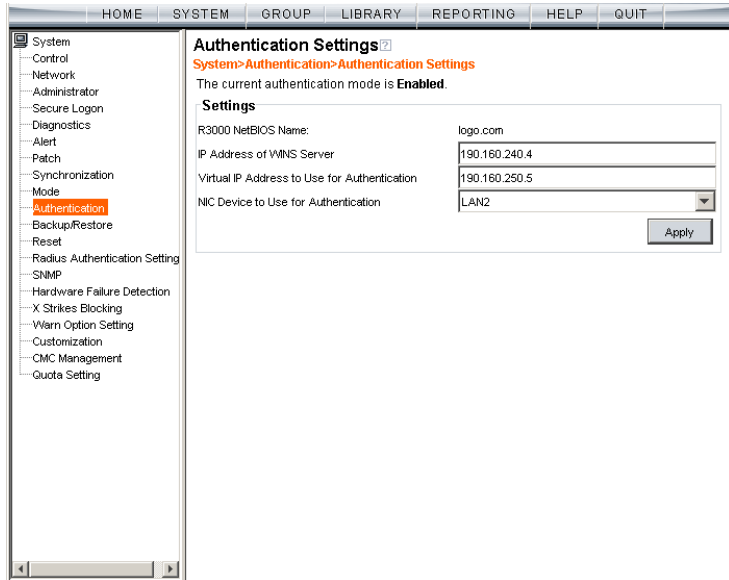 HOME SYSTEM GROUP LIBRARY REPORTING HELP QUIT
System
Control
Network
Administrator
Secure Logon
Diagnostics
Alert
Patch
Synchronization
Mode
Authentication
Backup/Restore
Reset
Radius Authentication Setting
SNMP
Hardware Failure Detection
X Strikes Blocking
Warn Option Setting
Customization
CMC Management
Quota Setting
Authentication Settings?
System>Authentication>Authentication Settings
The current authentication mode is Enabled.
Settings
R3000 NetBIOS Name: logo.com
IP Address of WINS Server 190.160.240.4
Virtual IP Address to Use for Authentication 190.160.250.5
NIC Device to Use for Authentication LAN2
Apply